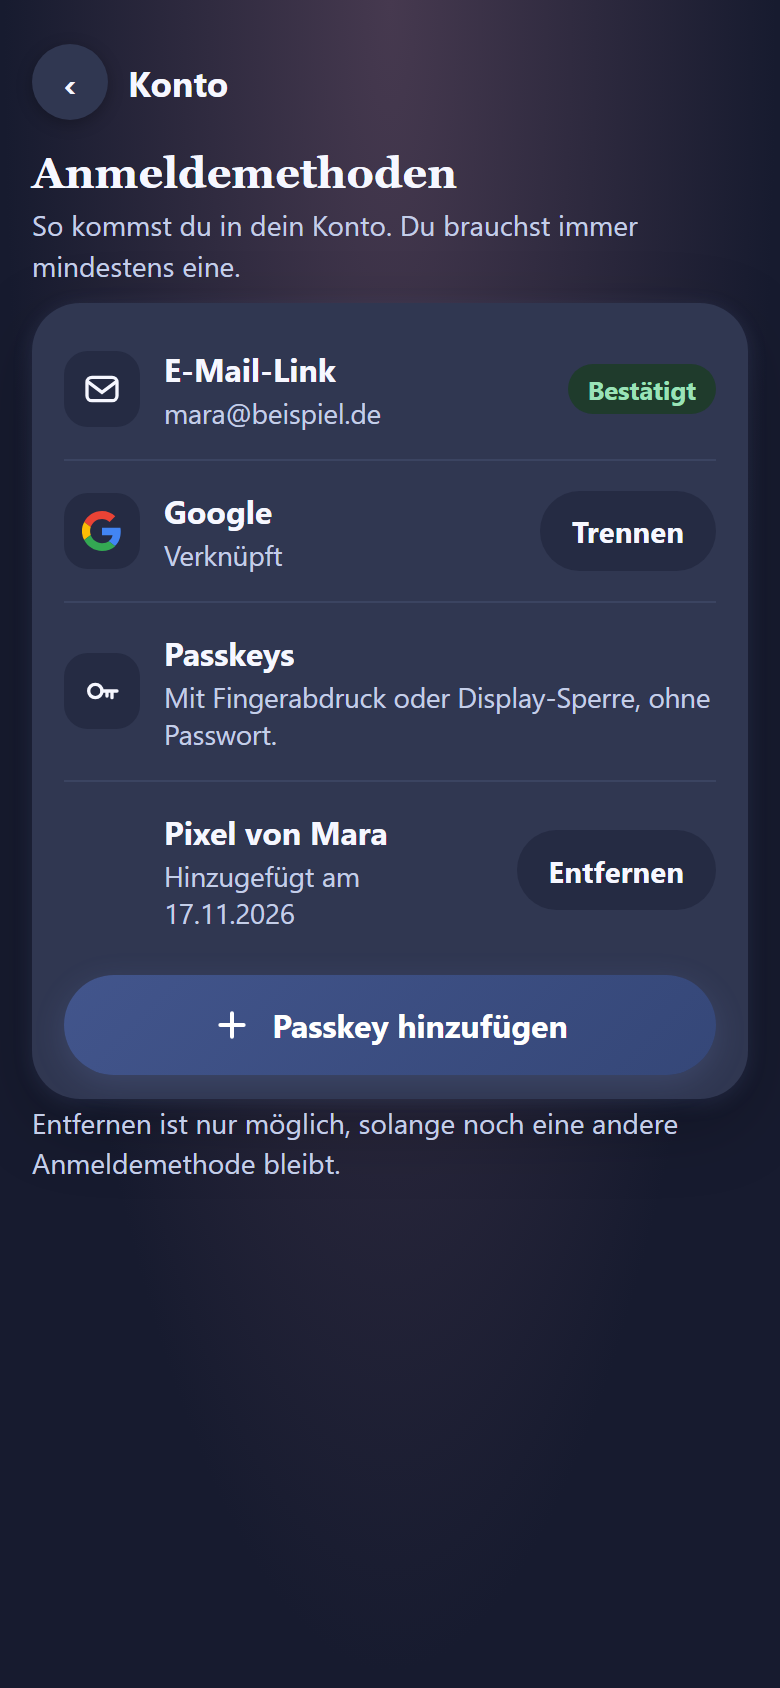 ‹ Konto
Anmeldemethoden
So kommst du in dein Konto. Du brauchst immer
mindestens eine.
E-Mail-Link
mara@beispiel.de
Bestätigt
Google
Verknüpft
Trennen
Passkeys
Mit Fingerabdruck oder Display-Sperre, ohne
Passwort.
Pixel von Mara
Hinzugefügt am
17.11.2026
Entfernen
+ Passkey hinzufügen
Entfernen ist nur möglich, solange noch eine andere
Anmeldemethode bleibt.